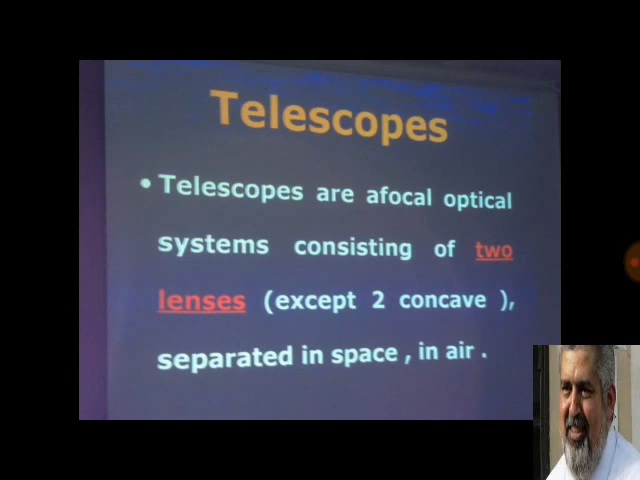 Telescopes
• Telescopes are afocal optical
systems consisting of two
lenses (except 2 concave ),
separated in space , in air .